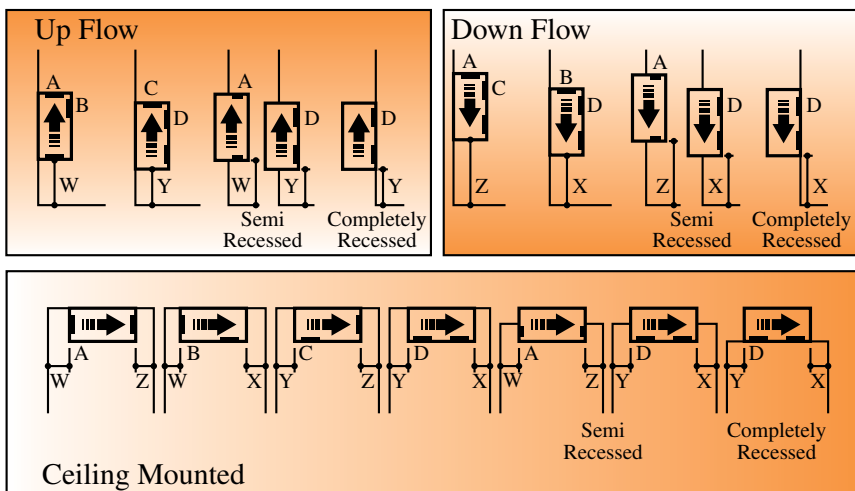 Up Flow
A
B
C
D
A
D
D
W
Y
W
Y
Y
Semi
Recessed
Completely
Recessed
Down Flow
A
C
B
D
A
D
D
Z
X
Z
X
X
Semi
Recessed
Completely
Recessed
A B C D A D D
W Z W X Y Z Y X W Z Y X Y X
Semi
Recessed
Completely
Recessed
Ceiling Mounted